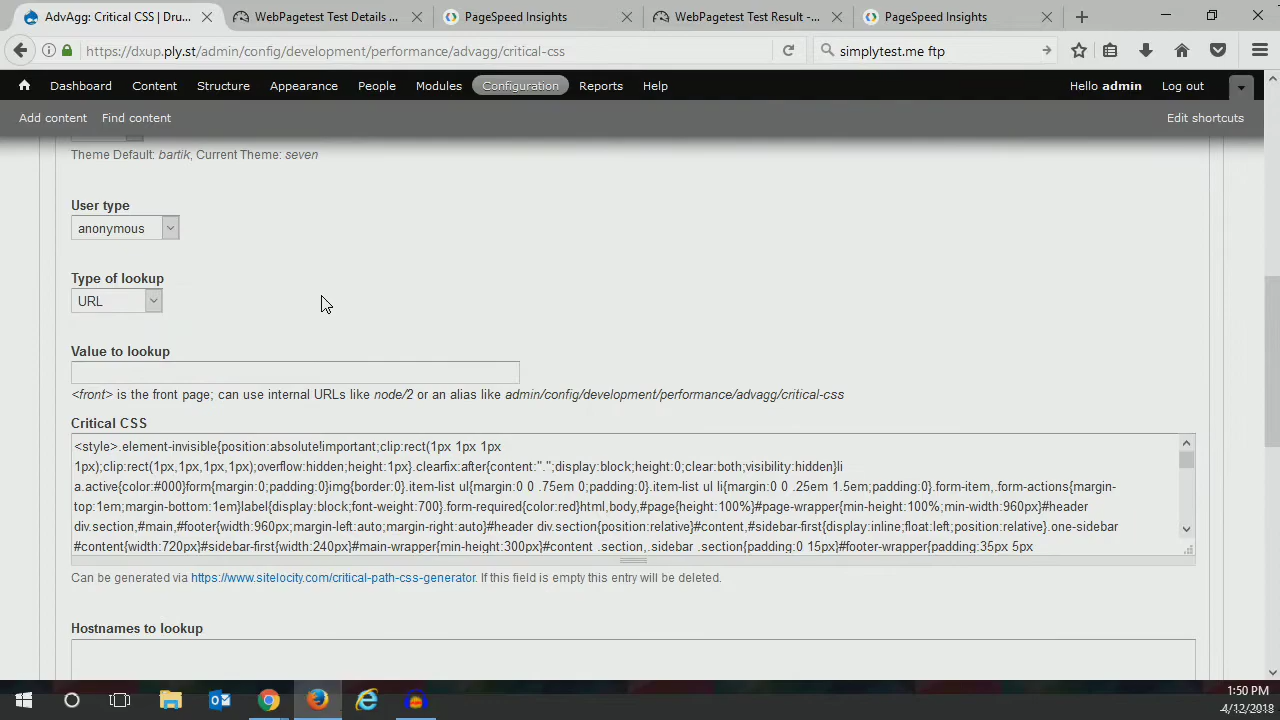 AdvAgg: Critical CSS | Dru...
WebPagetest Test Details ...
PageSpeed Insights
WebPagetest Test Result -...
PageSpeed Insights
https://dxup.ply.st/admin/config/development/performance/advagg/critical-css
simplytest.me ftp
Dashboard Content Structure Appearance People Modules Configuration Reports Help
Hello admin Log out
Add content Find content
Edit shortcuts
Theme Default: bartik, Current Theme: seven
User type
anonymous
Type of lookup
URL
Value to lookup
<front> is the front page; can use internal URLs like node/2 or an alias like admin/config/development/performance/advagg/critical-css
Critical CSS
<style>.element-invisible{position:absolute!important;clip:rect(1px 1px 1px
1px);clip:rect(1px,1px,1px,1px);overflow:hidden;height:1px}.clearfix:after{content:".";display:block;height:0;clear:both;visibility:hidden}li
a.active{color:#000}form{margin:0;padding:0}img{border:0}.item-list ul{margin:0 0 .75em 0;padding:0}.item-list ul li{margin:0 0 .25em 1.5em;padding:0}.form-item,.form-actions{margin-
top:1em;margin-bottom:1em}label{display:block;font-weight:700}.form-required{color:red}html,body,#page{height:100%}#page-wrapper{min-height:100%;min-width:960px}#header
div.section,#main,#footer{width:960px;margin-left:auto;margin-right:auto}#header div.section{position:relative}#content,#sidebar-first{display:inline;float:left;position:relative}.one-sidebar
#content{width:720px}#sidebar-first{width:240px}#main-wrapper{min-height:300px}#content .section,.sidebar .section{padding:0 15px}#footer-wrapper{padding:35px 5px
Can be generated via https://www.sitelocity.com/critical-path-css-generator. If this field is empty this entry will be deleted.
Hostnames to lookup
1:50 PM
4/12/2018